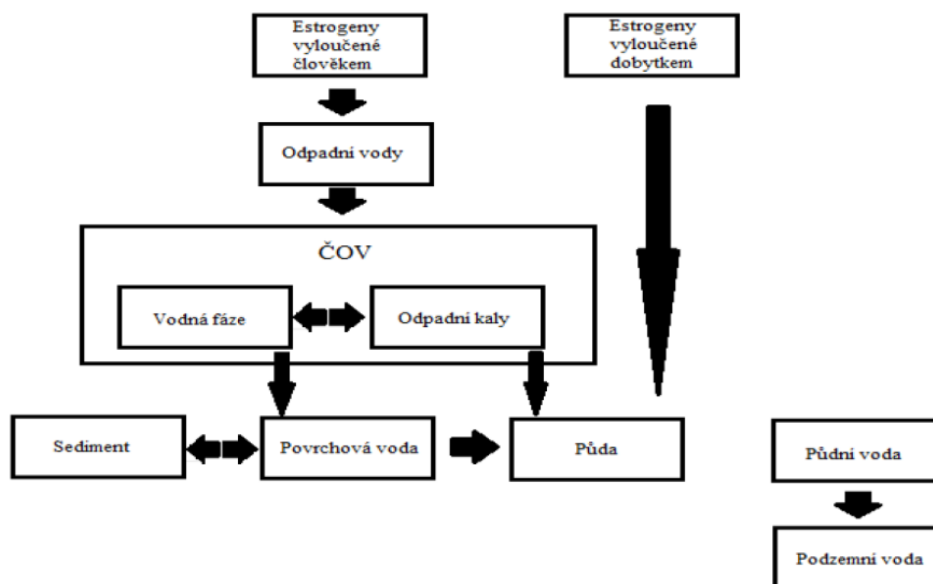 Estrogeny
vyloučené
člověkem
Estrogeny
vyloučené
dobytkem
Odpadní vody
ČOV
Vodná fáze
Odpadní kaly
Sediment
Povrchová voda
Půda
Půdní voda
Podzemní voda